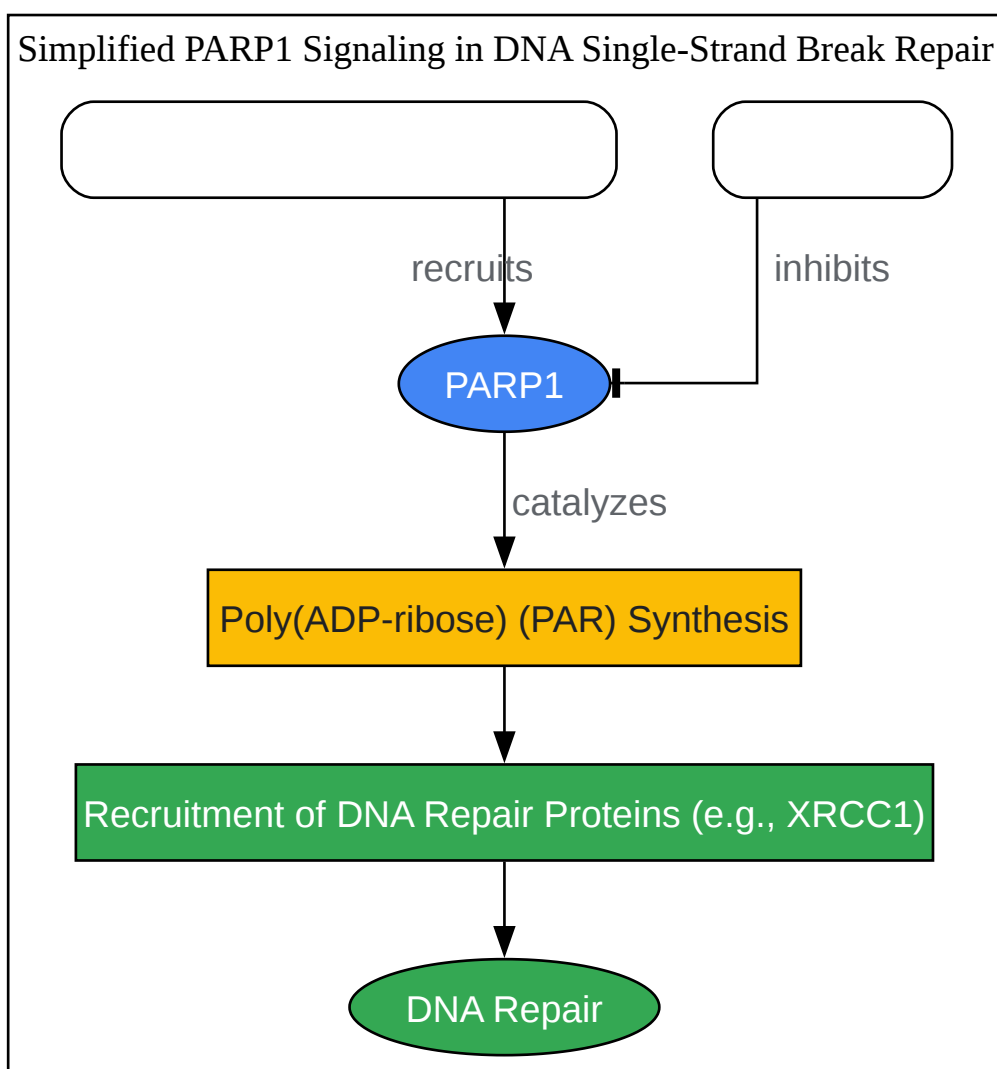 Simplified PARP1 Signaling in DNA Single-Strand Break Repair
recruits
inhibits
PARP1
catalyzes
Poly(ADP-ribose) (PAR) Synthesis
Recruitment of DNA Repair Proteins (e.g., XRCC1)
DNA Repair